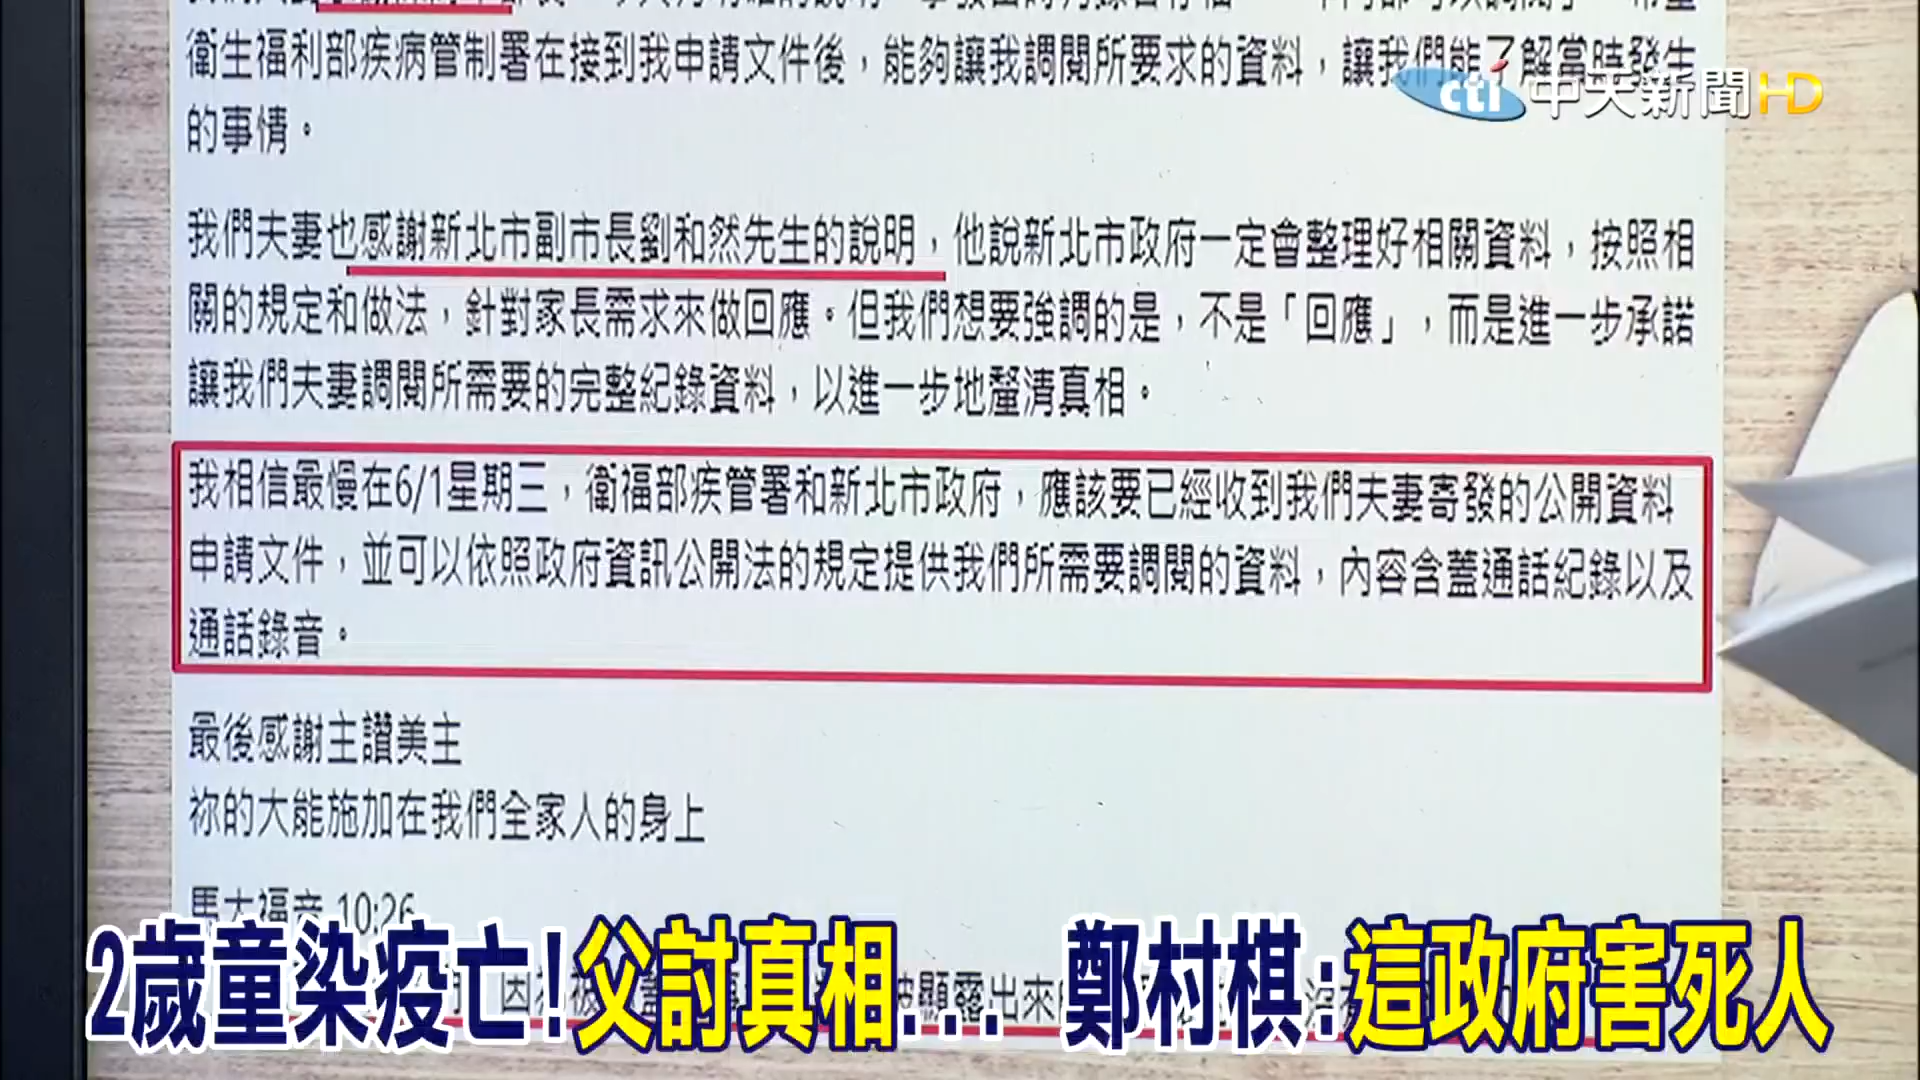 衛生福利部疾病管制署在接到我申請文件後，能夠讓我調閱所要求的資料，讓我們能了解當時發生
的事情。
cti 中天新聞HD
我們夫妻也感謝新北市副市長劉和然先生的說明，他說新北市政府一定會整理好相關資料，按照相
關的規定和做法，針對家長需求來做回應。但我們想要強調的是，不是「回應」，而是進一步承諾
讓我們夫妻調閱所需要的完整紀錄資料，以進一步地釐清真相。
我相信最慢在6/1星期三，衛福部疾管署和新北市政府，應該要已經收到我們夫妻寄發的公開資料
申請文件，並可以依照政府資訊公開法的規定提供我們所需要調閱的資料，內容含蓋通話紀錄以及
通話錄音。
最後感謝主讚美主
祢的大能施加在我們全家人的身上
馬太福音 10:26
2歲童染疫亡!父討真相... 鄭村棋:這政府害死人